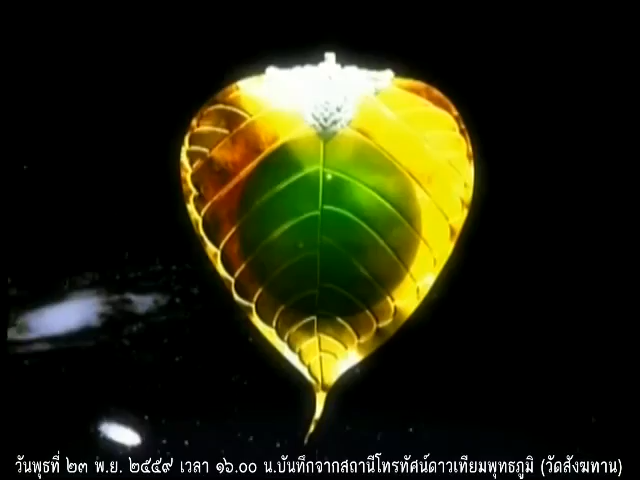 วันพุธที่ ๒๓ พ.ย. ๒๕๕๙ เวลา ๑๖.๐๐ น.บันทึกจากสถานีโทรทัศน์ดาวเทียมพุทธภูมิ (วัดสังฆทาน)